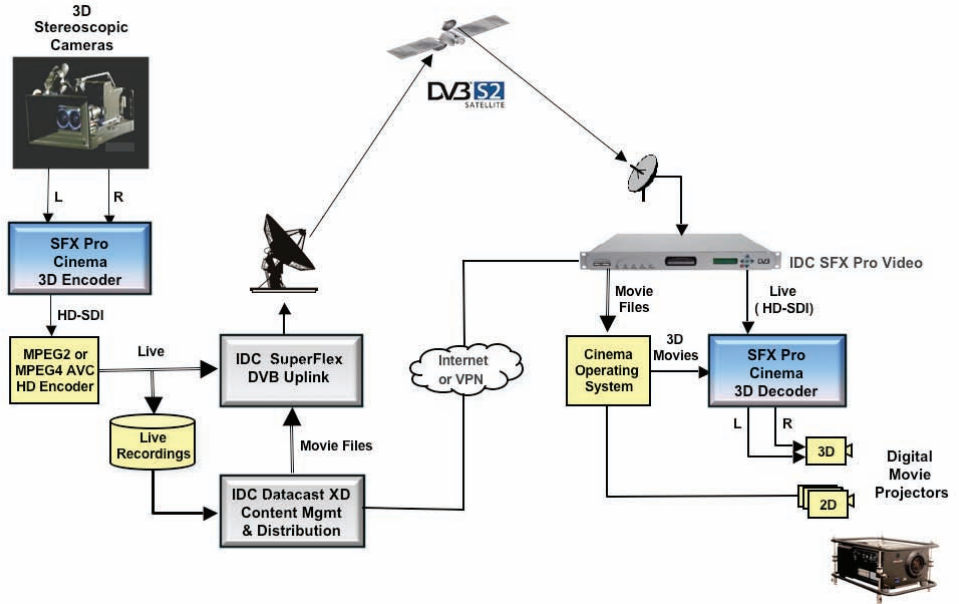 3D
Stereoscopic
Cameras
L
R
SFX Pro
Cinema
3D Encoder
HD-SDI
MPEG2 or
MPEG4 AVC
HD Encoder
Live
Live
Recordings
IDC SuperFlex
DVB Uplink
Movie Files
IDC Datacast XD
Content Mgmt
& Distribution
DVB S2
SATELLITE
Internet
or VPN
DVB
IDC SFX Pro Video
Movie
Files
Live
( HD-SDI)
Cinema
Operating
System
3D
Movies
SFX Pro
Cinema
3D Decoder
L
R
3D
2D
Digital
Movie
Projectors